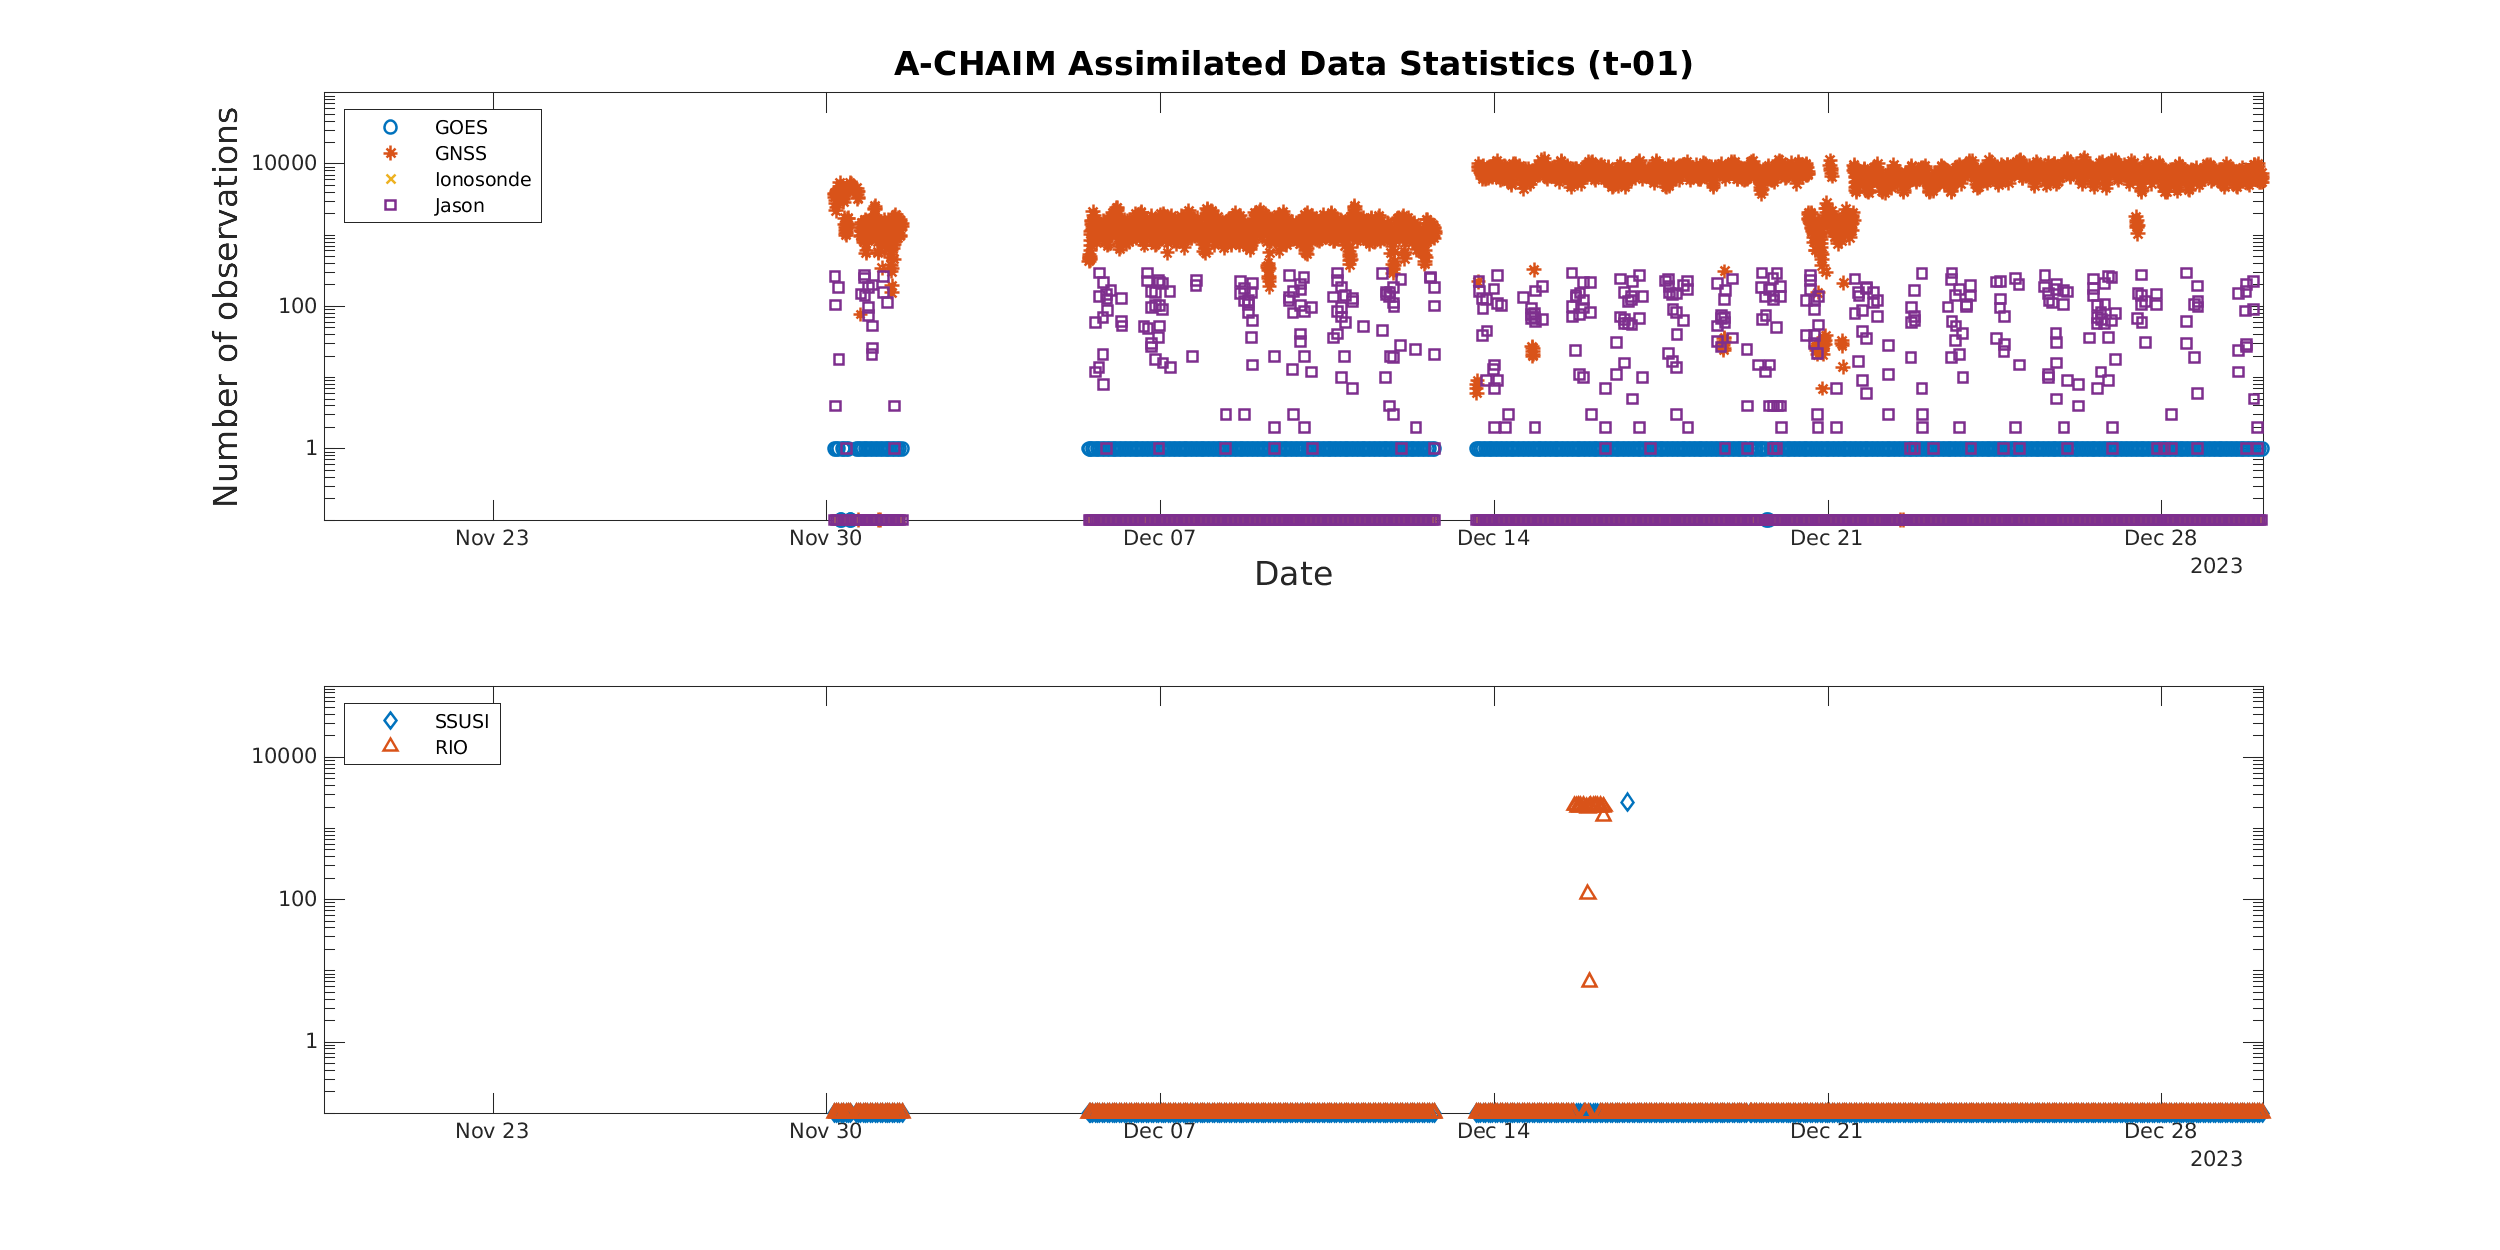 A-CHAIM Assimilated Data Statistics (t-01)
Number of observations
10000
100
1
GOES
GNSS
Ionosonde
Jason
Nov 23
Nov 30
Dec 07
Dec 14
Dec 21
Dec 28
2023
Date
10000
100
1
SSUSI
RIO
Nov 23
Nov 30
Dec 07
Dec 14
Dec 21
Dec 28
2023